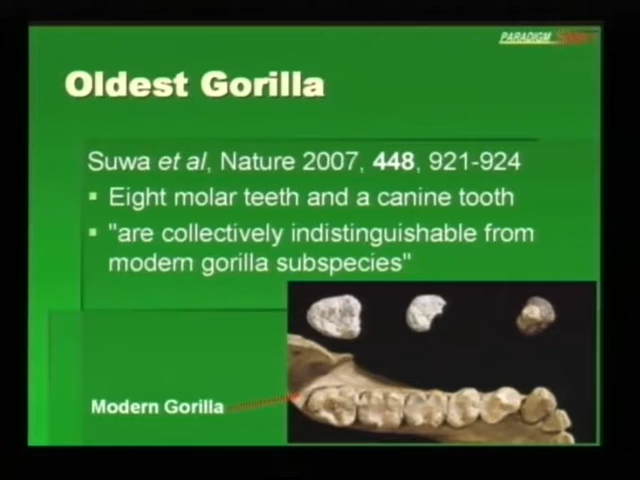 PARADIGM
Oldest Gorilla
Suwa et al, Nature 2007, 448, 921-924
▪ Eight molar teeth and a canine tooth
▪ "are collectively indistinguishable from
modern gorilla subspecies"
Modern Gorilla